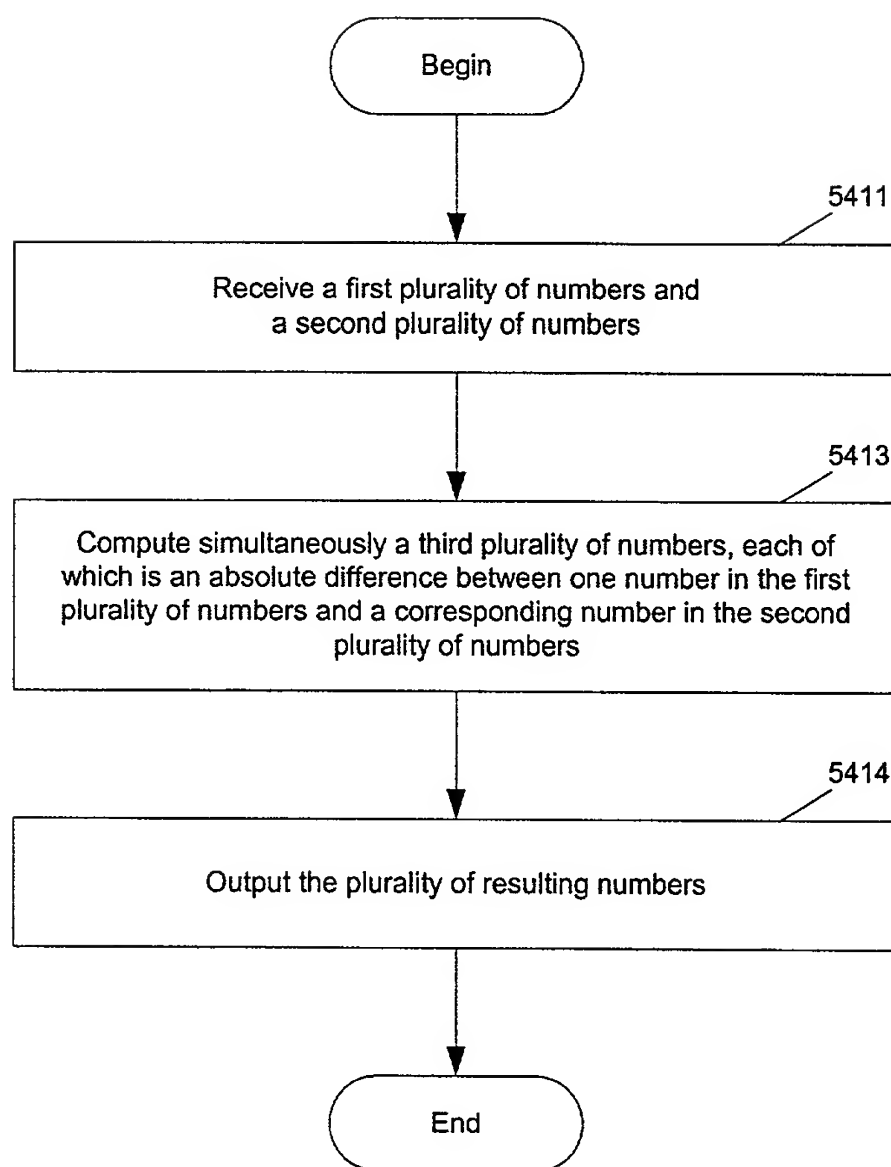 Begin
5411
Receive a first plurality of numbers and
a second plurality of numbers
5413
Compute simultaneously a third plurality of numbers, each of
which is an absolute difference between one number in the first
plurality of numbers and a corresponding number in the second
plurality of numbers
5414
Output the plurality of resulting numbers
End